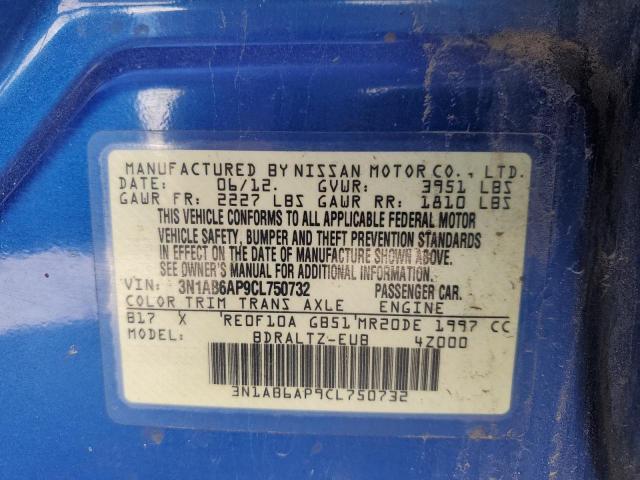 MANUFACTURED BY NISSAN MOTOR CO., LTD.
DATE: 06/12. GVWR: 3951 LBS
GAWR FR: 2227 LBS GAWR RR: 1810 LBS
THIS VEHICLE CONFORMS TO ALL APPLICABLE FEDERAL MOTOR
VEHICLE SAFETY, BUMPER AND THEFT PREVENTION STANDARDS
IN EFFECT ON THE DATE OF MANUFACTURE SHOWN ABOVE.
SEE OWNER'S MANUAL FOR ADDITIONAL INFORMATION.
VIN: 3N1AB6AP9CL750732 PASSENGER CAR.
COLOR TRIM TRANS AXLE ENGINE
B17 X RE0F10A GB51 MR20DE 1997 CC
MODEL: BDRALTZ-EUB 4Z000
3N1AB6AP9CL750732